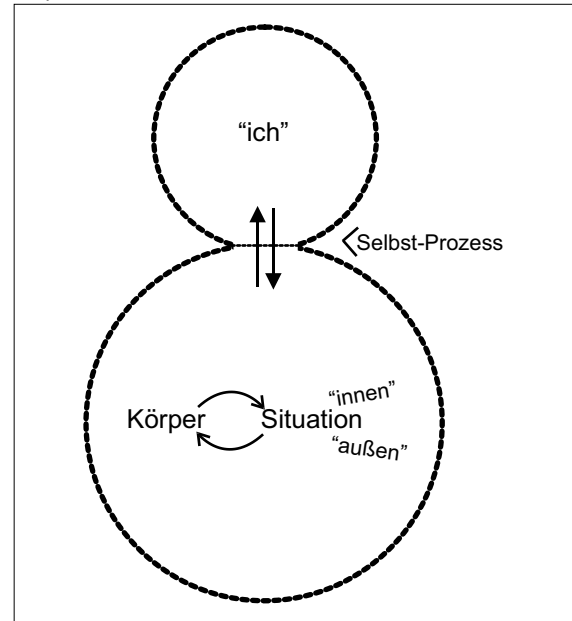 “ich”
Selbst-Prozess
“innen”
Körper Situation
“außen”